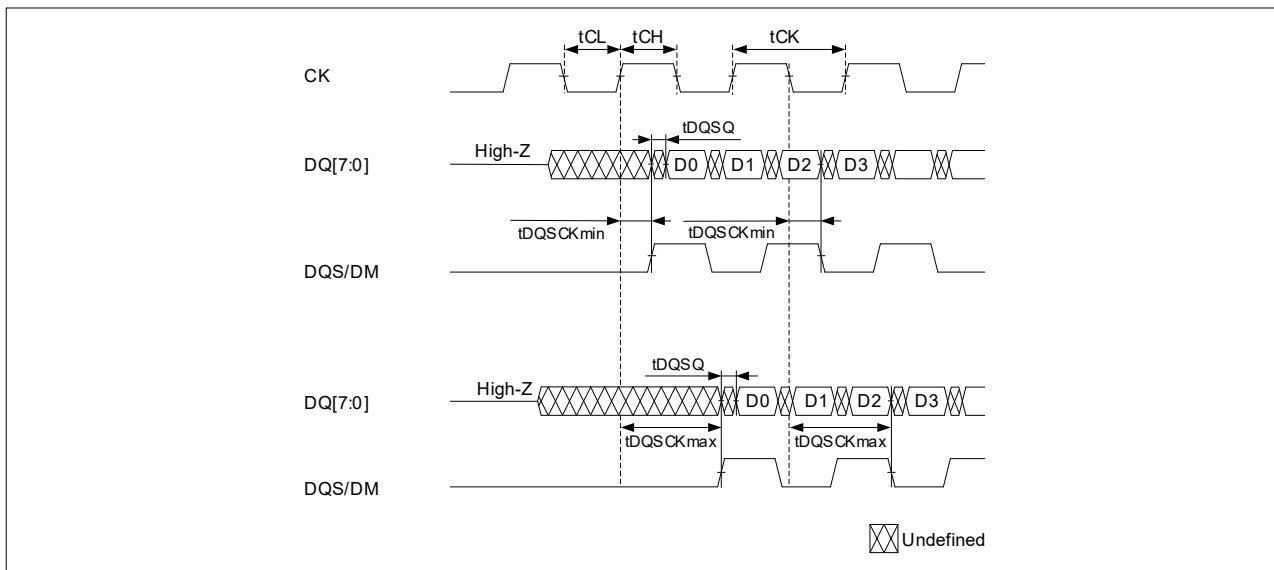 tCL tCH tCK
CK
tDQSQ
High-Z
DQ[7:0] D0 D1 D2 D3
tDQSCKmin tDQSCKmin
DQS/DM
tDQSQ
High-Z
DQ[7:0] D0 D1 D2 D3
tDQSCKmax tDQSCKmax
DQS/DM
Undefined